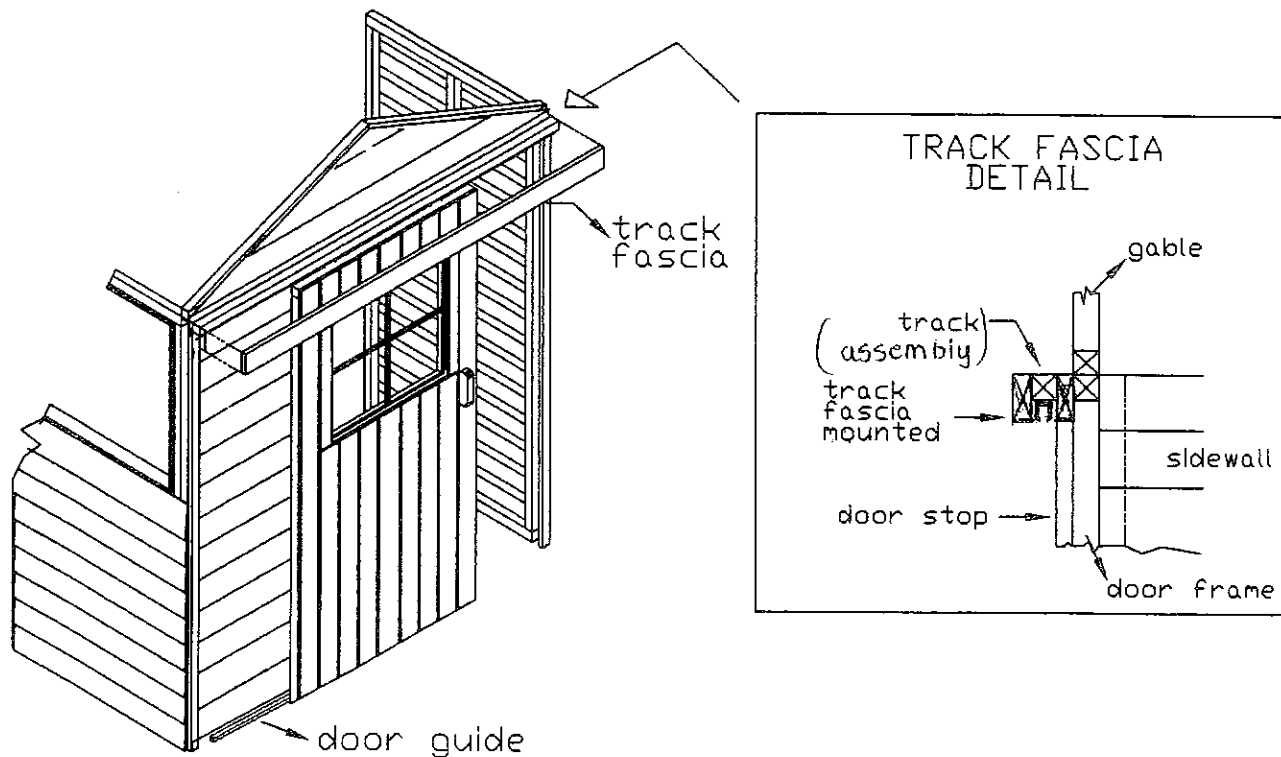 track
fascia
door guide
TRACK FASCIA
DETAIL
gable
(track
assembly)
track
fascia
mounted
sidewall
door stop
door frame